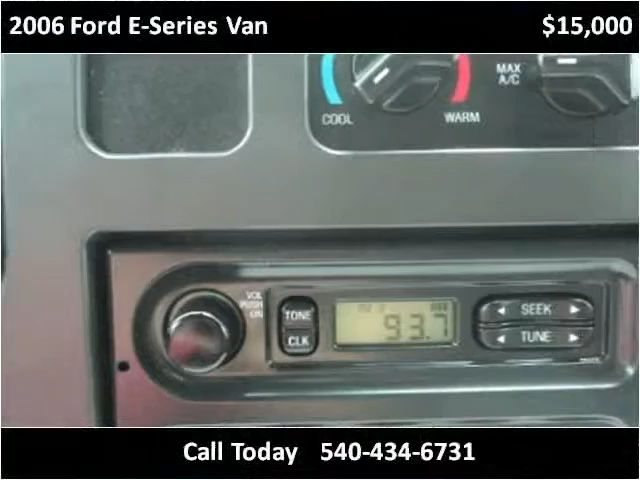 2006 Ford E-Series Van $15,000
MAX
A/C
COOL WARM
VOL
PUSH
ON
TONE
CLK
93.7
SEEK
TUNE
Call Today 540-434-6731